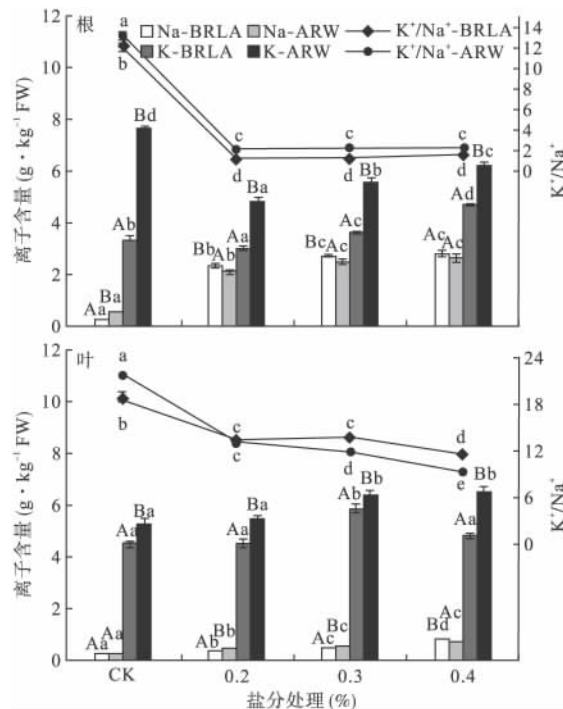 根
Na-BRLA Na-ARW K⁺/Na⁺-BRLA
K-BRLA K-ARW K⁺/Na⁺-ARW
离子含量 (g·kg⁻¹ FW)
12
10
8
6
4
2
0
K⁺/Na⁺
14
12
10
8
6
4
2
0
a
b
c c c
d d d
Aa Ba Ab Bd
Bb Ab Aa Ba
Bc Ac Ac Bb
Ac Ac Ad Bc
叶
离子含量 (g·kg⁻¹ FW)
12
10
8
6
4
2
0
K⁺/Na⁺
24
18
12
6
0
a
b
c c d
c d e
Aa Aa Aa Ba
Ab Bb Aa Ba
Ac Bc Ab Bb
Bd Ac Aa Bb
CK 0.2 0.3 0.4
盐分处理(%)